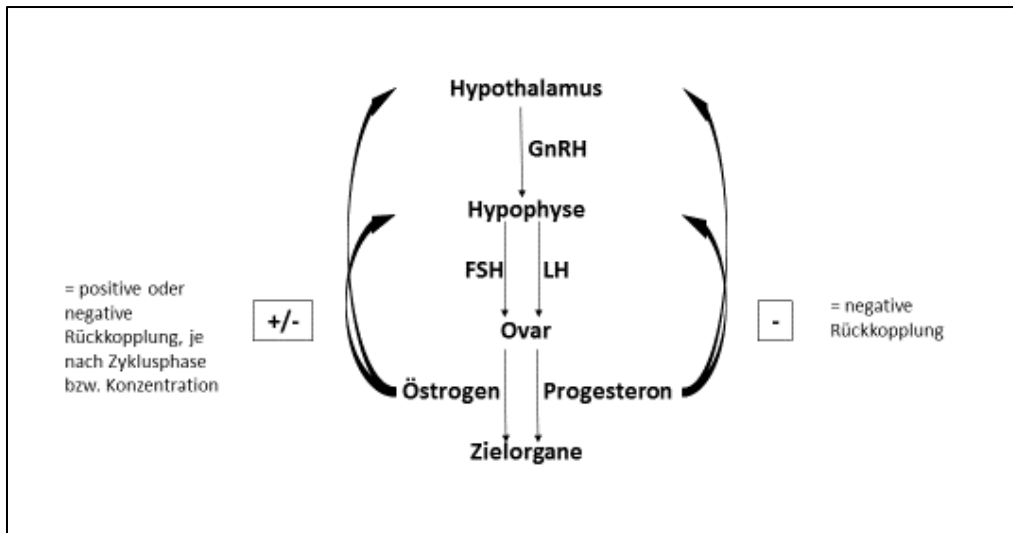 Hypothalamus
GnRH
Hypophyse
FSH LH
= positive oder
negative
Rückkopplung, je
nach Zyklusphase
bzw. Konzentration
+/-
Ovar
-
= negative
Rückkopplung
Östrogen Progesteron
Zielorgane